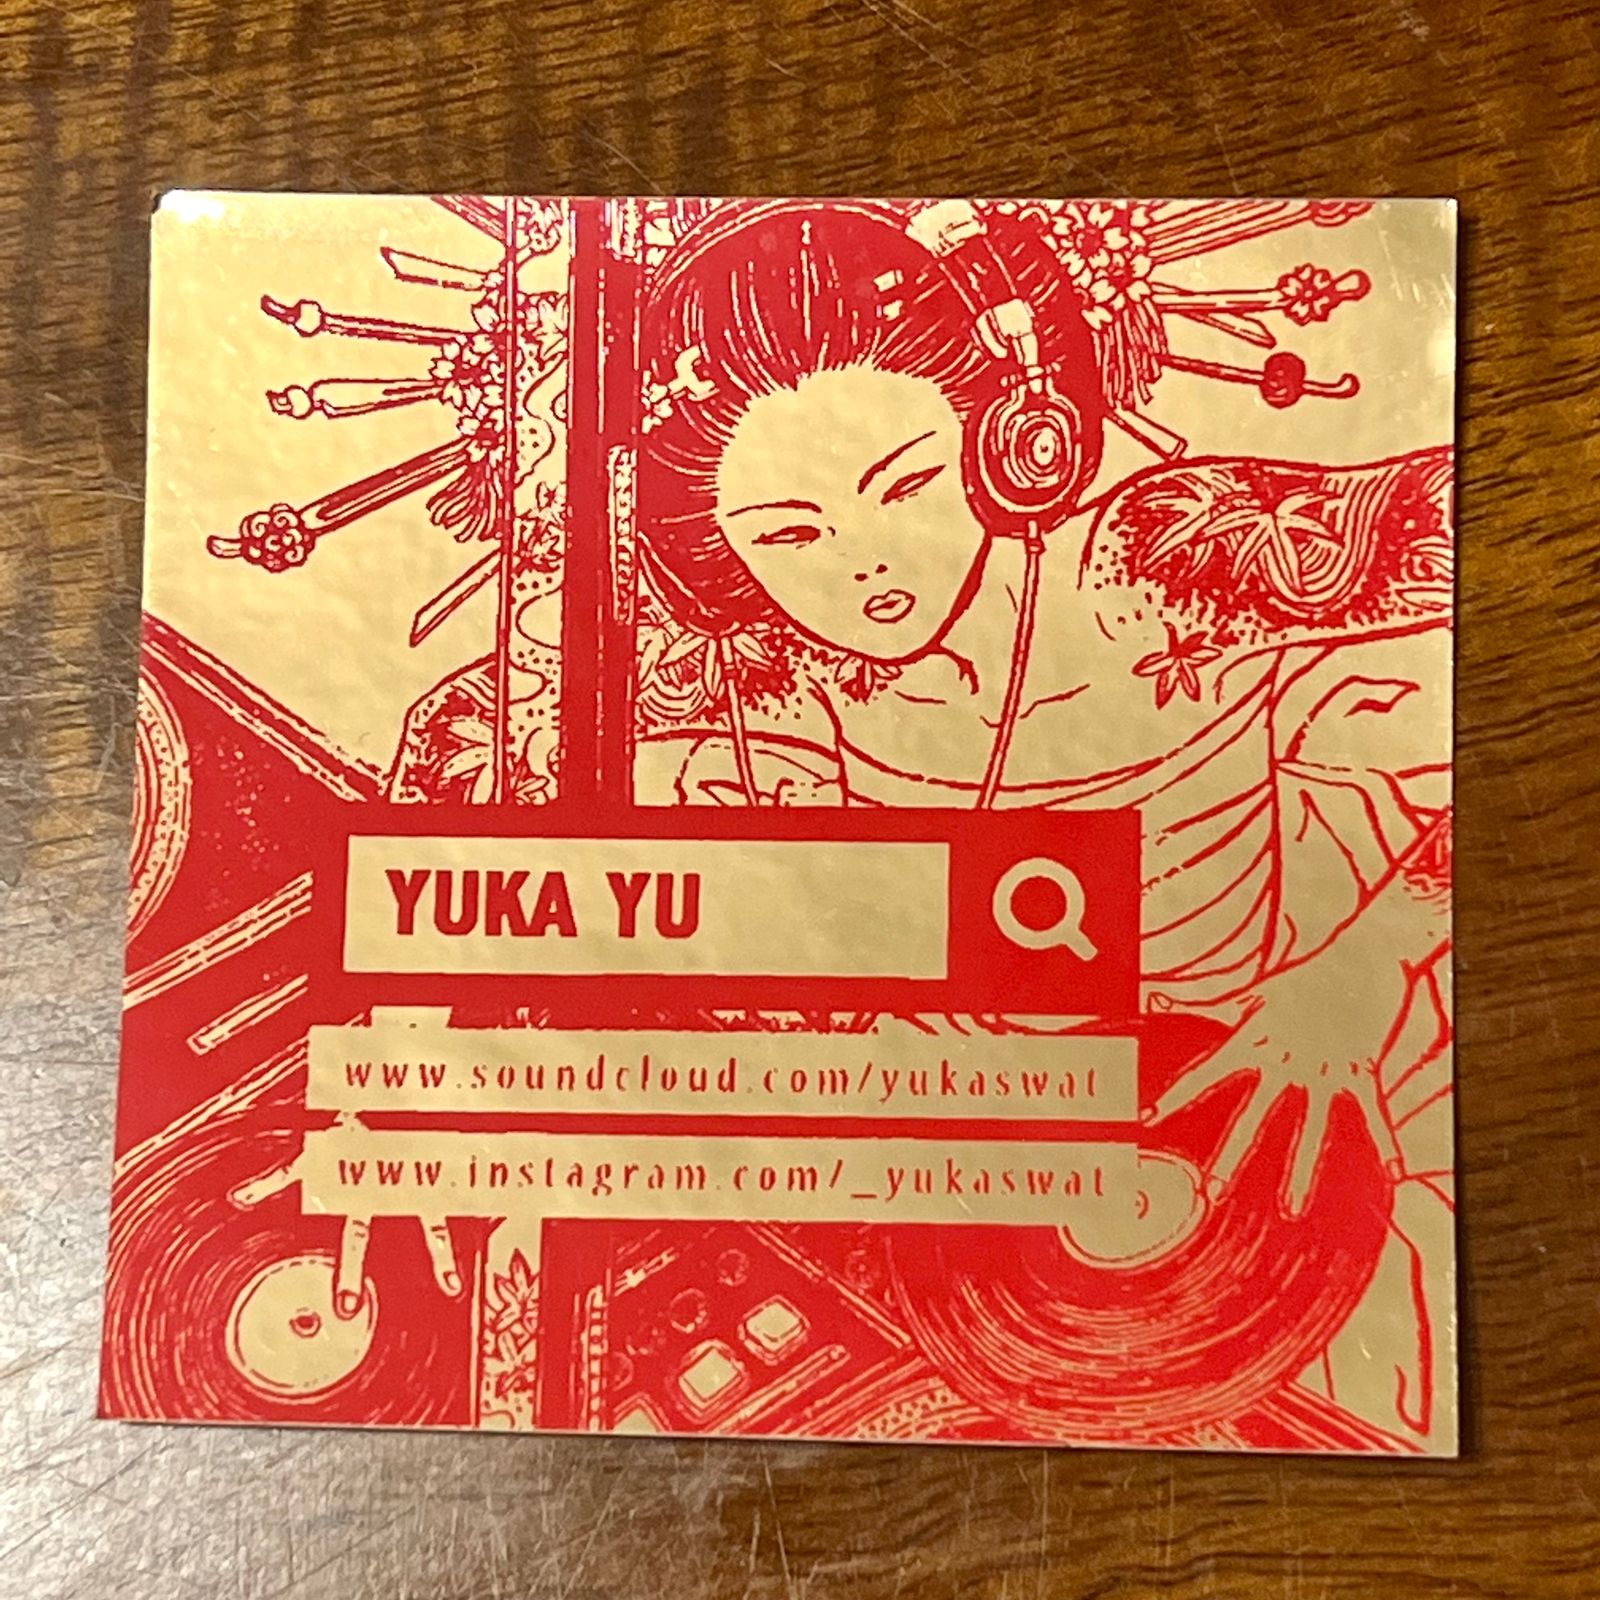 YUKA YU
www.soundcloud.com/yukaswat
www.instagram.com/_yukaswat